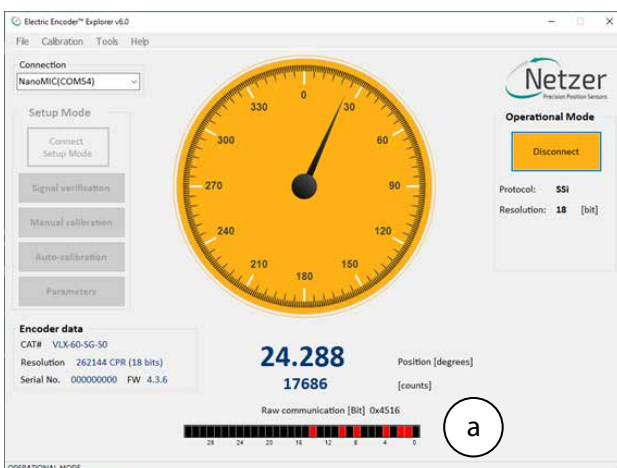 Electric Encoder™ Explorer v6.0
File Calibration Tools Help
Connection
NanoMIC(COM54)
Setup Mode
Connect
Setup Mode
Signal verification
Manual calibration
Auto-calibration
Parameters
0
30
60
90
120
150
180
210
240
270
300
330
Netzer
Precision Position Sensors
Operational Mode
Disconnect
Protocol: SSi
Resolution: 18 [bit]
Encoder data
CAT# VLX-60-SG-S0
Resolution 262144 CPR (18 bits)
Serial No. 000000000 FW 4.3.6
24.288 Position [degrees]
17686 [counts]
Raw communication [Bit] 0x4516
28 24 20 16 12 8 4 0
a
OPERATIONAL MODE